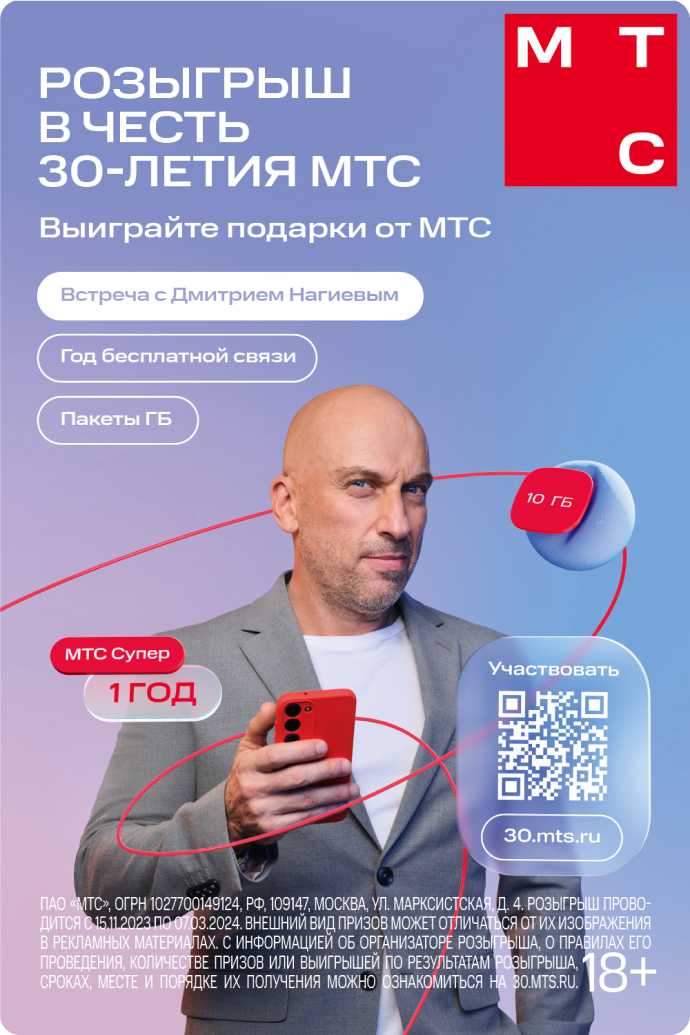 МТС
РОЗЫГРЫШ
В ЧЕСТЬ
30-ЛЕТИЯ МТС
Выиграйте подарки от МТС
Встреча с Дмитрием Нагиевым
Год бесплатной связи
Пакеты ГБ
10 ГБ
МТС Супер
1 ГОД
Участвовать
30.mts.ru
ПАО «МТС», ОГРН 1027700149124, РФ, 109147, МОСКВА, УЛ. МАРКСИСТСКАЯ, Д. 4. РОЗЫГРЫШ ПРОВО-
ДИТСЯ С 15.11.2023 ПО 07.03.2024. ВНЕШНИЙ ВИД ПРИЗОВ МОЖЕТ ОТЛИЧАТЬСЯ ОТ ИХ ИЗОБРАЖЕНИЯ
В РЕКЛАМНЫХ МАТЕРИАЛАХ. С ИНФОРМАЦИЕЙ ОБ ОРГАНИЗАТОРЕ РОЗЫГРЫША, О ПРАВИЛАХ ЕГО
ПРОВЕДЕНИЯ, КОЛИЧЕСТВЕ ПРИЗОВ ИЛИ ВЫИГРЫШЕЙ ПО РЕЗУЛЬТАТАМ РОЗЫГРЫША,
СРОКАХ, МЕСТЕ И ПОРЯДКЕ ИХ ПОЛУЧЕНИЯ МОЖНО ОЗНАКОМИТЬСЯ НА 30.MTS.RU.
18+